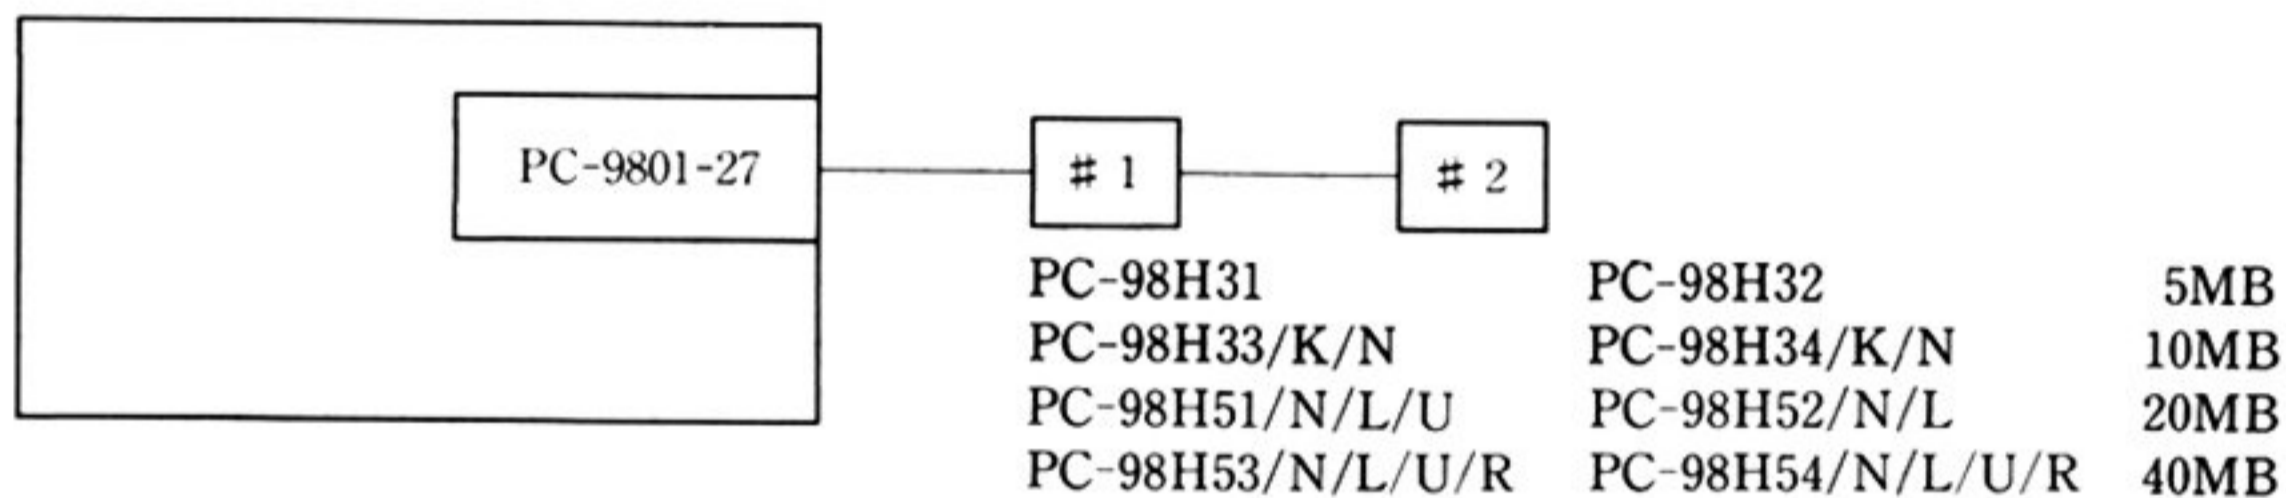 PC-9801-27
# 1
# 2
PC-98H31 PC-98H32 5MB
PC-98H33/K/N PC-98H34/K/N 10MB
PC-98H51/N/L/U PC-98H52/N/L 20MB
PC-98H53/N/L/U/R PC-98H54/N/L/U/R 40MB